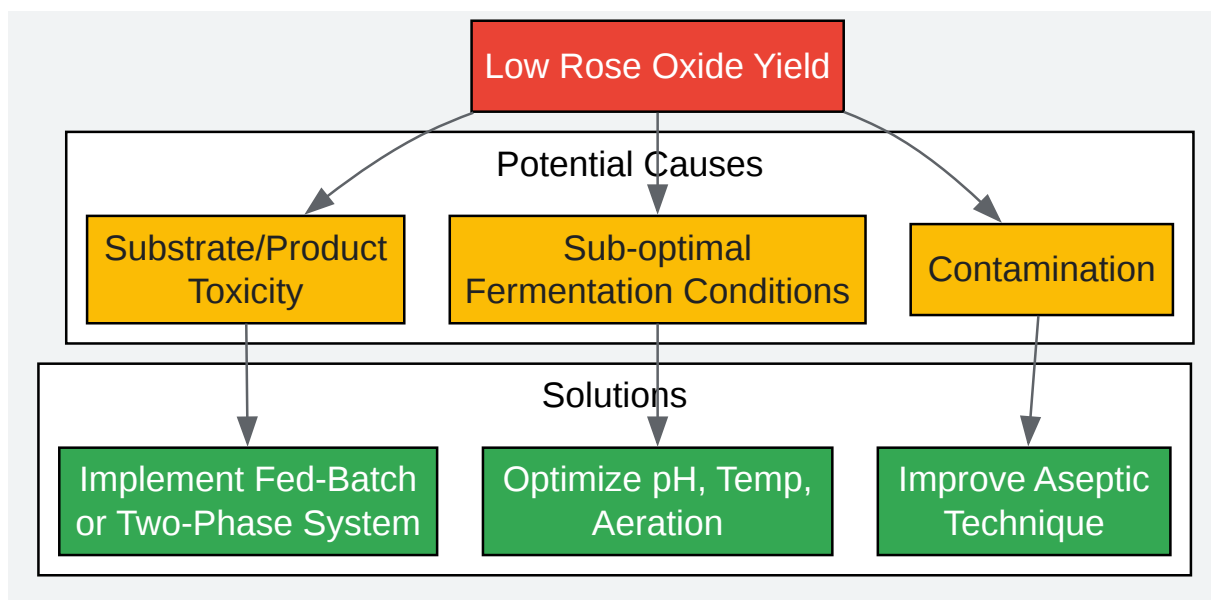 Low Rose Oxide Yield
Potential Causes
Substrate/Product
Toxicity
Sub-optimal
Fermentation Conditions
Contamination
Solutions
Implement Fed-Batch
or Two-Phase System
Optimize pH, Temp,
Aeration
Improve Aseptic
Technique